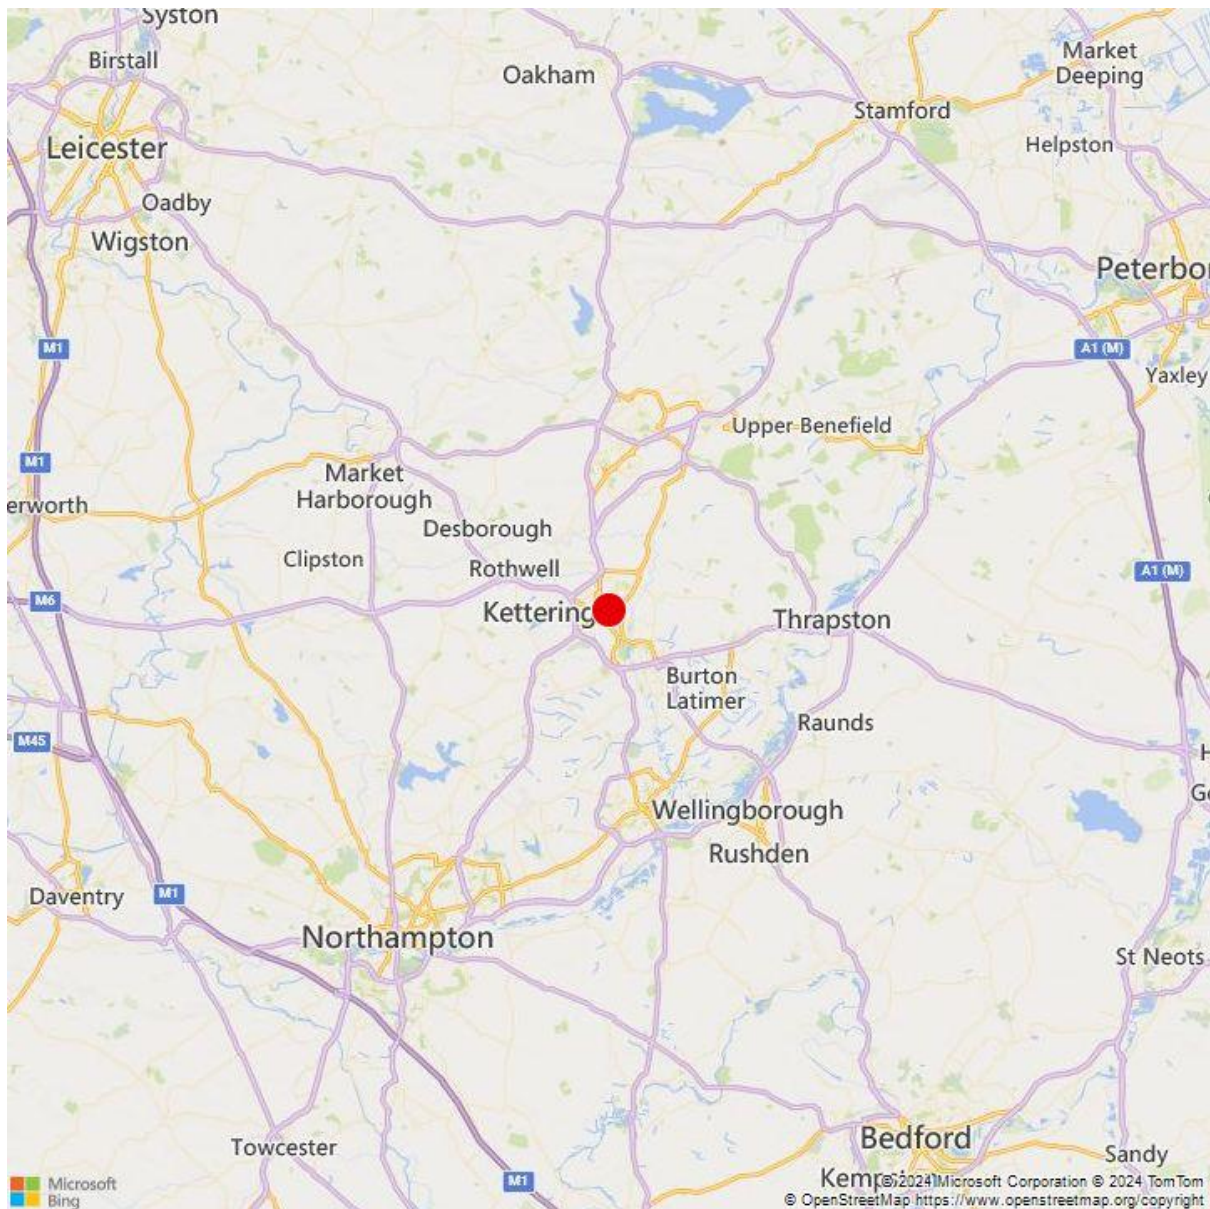 Syston
Birstall
Oakham
Market
Deeping
Stamford
Leicester
Helpston
Oadby
Wigston
Peterbor
M1
A1 (M)
Yaxley
Upper Benefield
M1
Market
Harborough
erworth
Desborough
Clipston
Rothwell
A1 (M)
M6
Kettering
Thrapston
Burton
Latimer
Raunds
M45
H
Go
Wellingborough
Rushden
Daventry
M1
Northampton
St Neots
Towcester
Bedford
Sandy
M1
Microsoft
Bing
Kemps
© 2024 Microsoft Corporation © 2024 TomTom
© OpenStreetMap https://www.openstreetmap.org/copyright